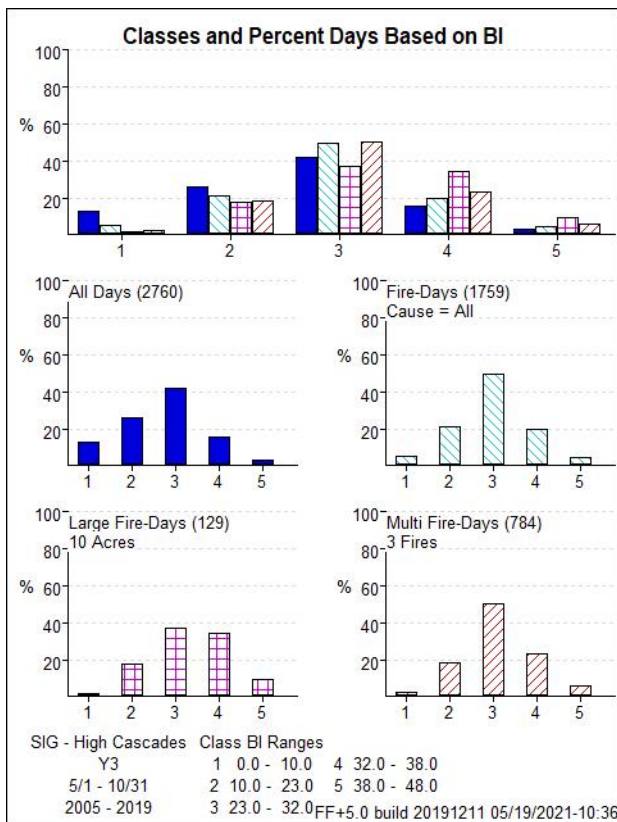 Classes and Percent Days Based on BI
100
80
% 60
40
20
1 2 3 4 5
100
All Days (2760)
80
% 60
40
20
1 2 3 4 5
100
Fire-Days (1759)
Cause = All
80
% 60
40
20
1 2 3 4 5
100
Large Fire-Days (129)
10 Acres
80
% 60
40
20
1 2 3 4 5
100
Multi Fire-Days (784)
3 Fires
80
% 60
40
20
1 2 3 4 5
SIG - High Cascades Class BI Ranges
Y3 1 0.0 - 10.0 4 32.0 - 38.0
5/1 - 10/31 2 10.0 - 23.0 5 38.0 - 48.0
2005 - 2019 3 23.0 - 32.0 FF+5.0 build 20191211 05/19/2021-10:36